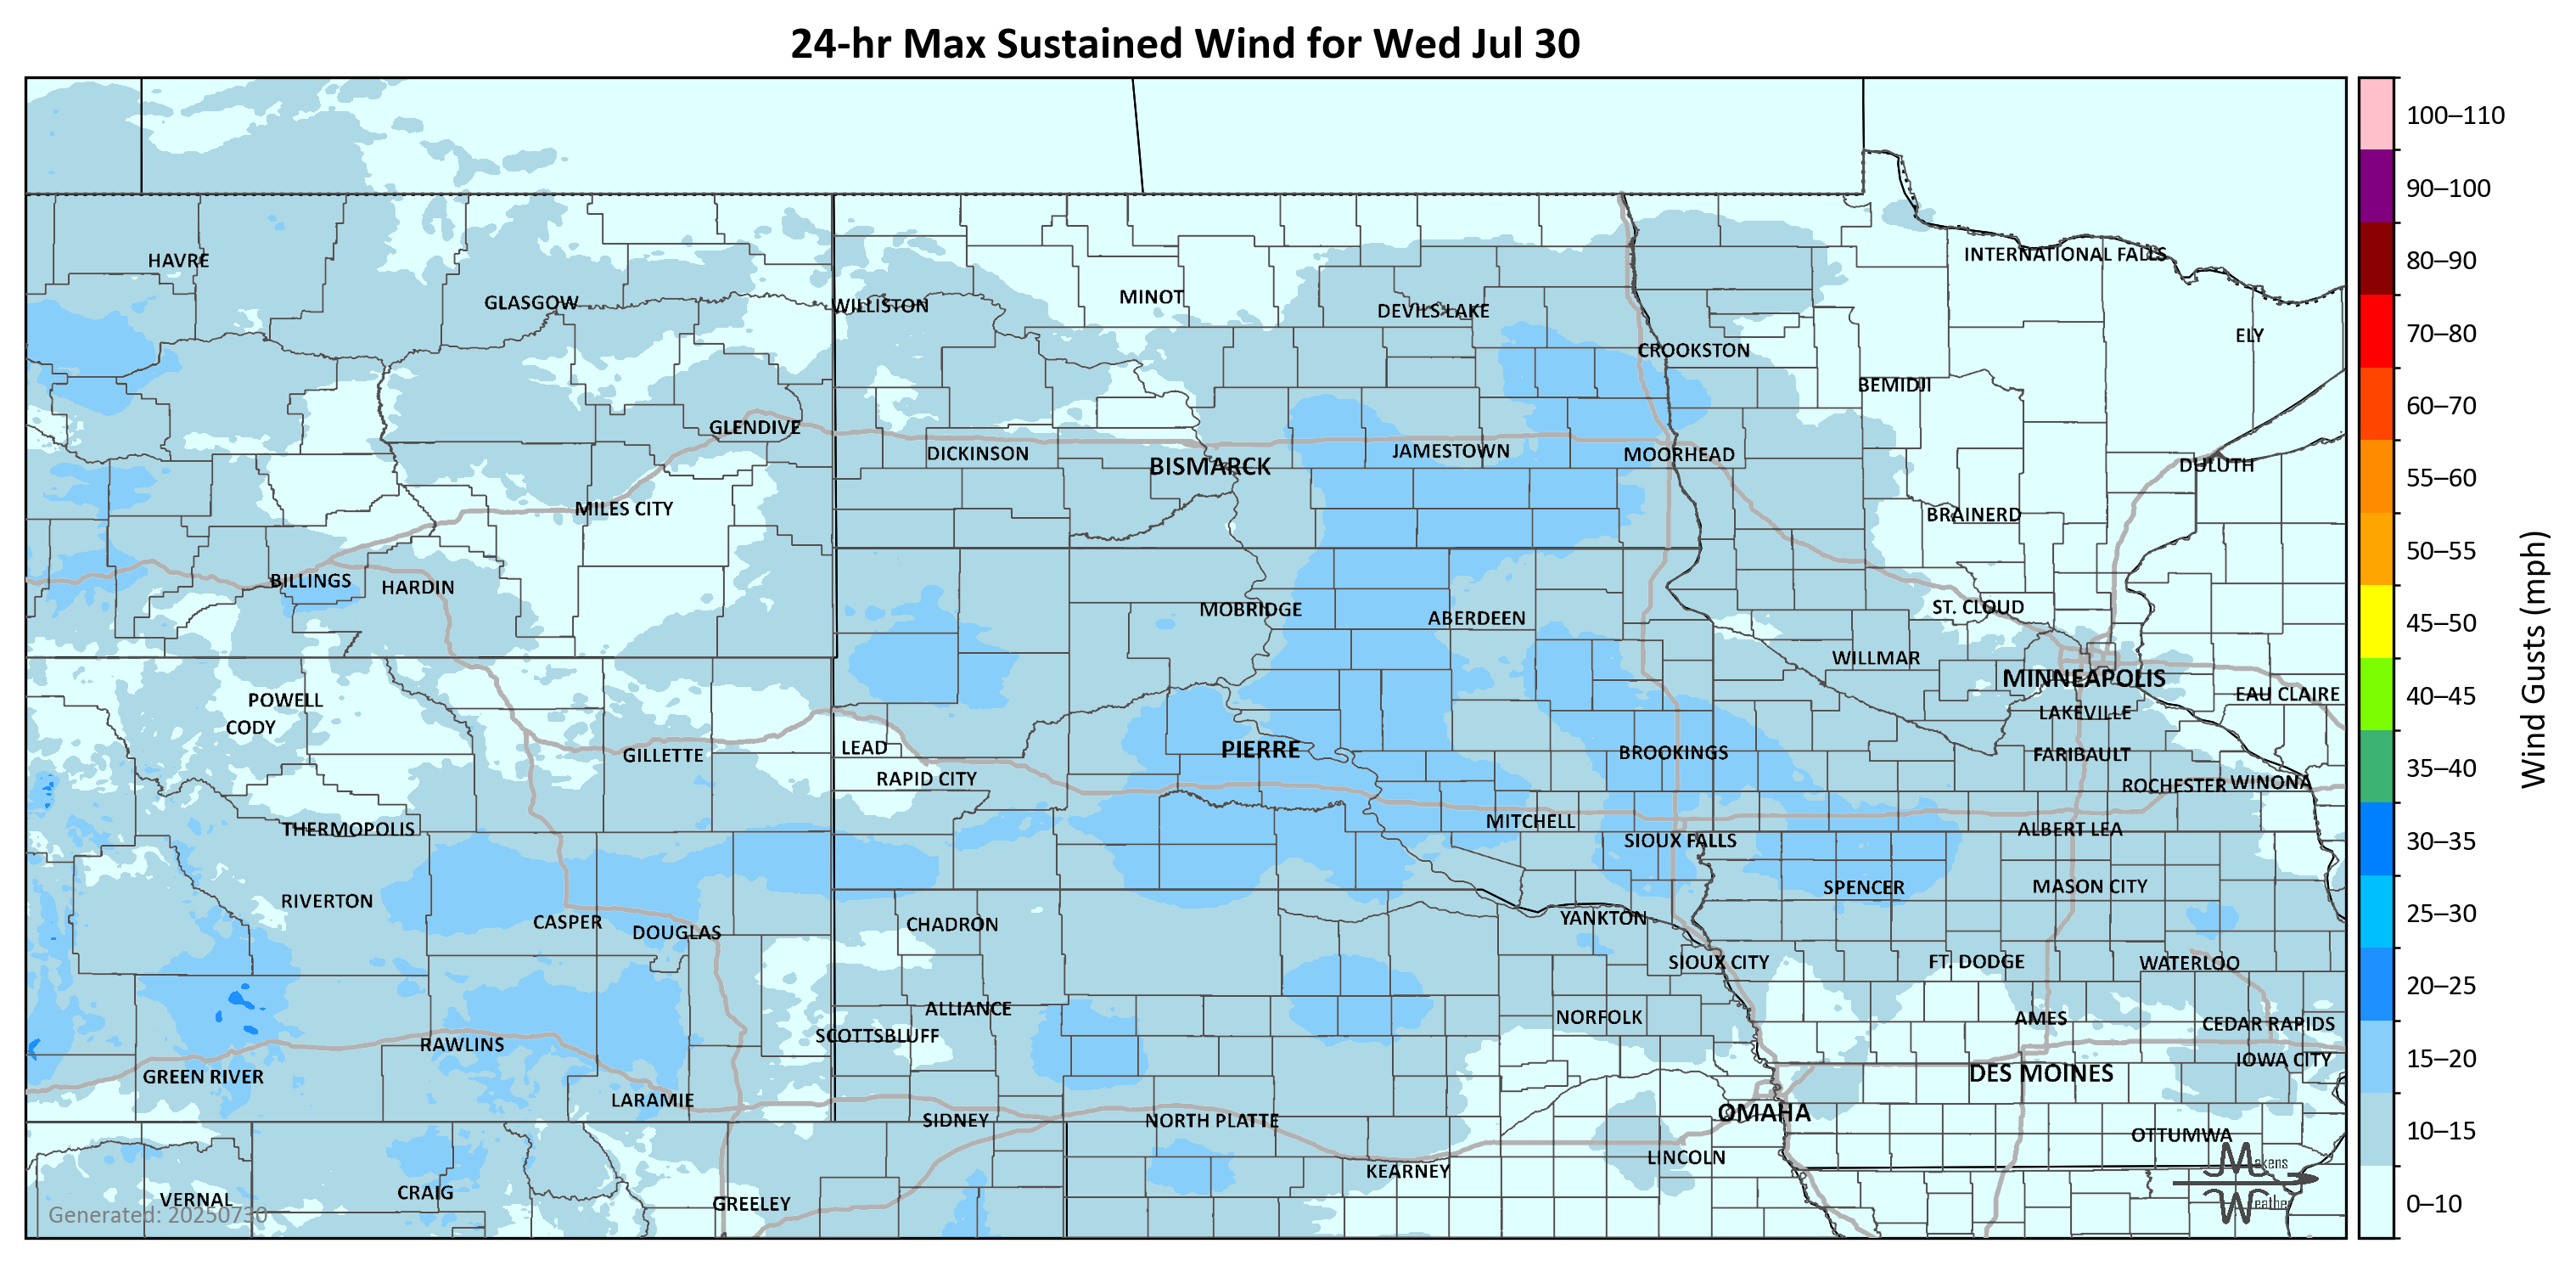 24-hr Max Sustained Wind for Wed Jul 30
100–110
90–100
80–90
70–80
60–70
55–60
50–55
45–50
40–45
35–40
30–35
25–30
20–25
15–20
10–15
0–10
Wind Gusts (mph)
HAVRE
INTERNATIONAL FALLS
GLASGOW
WILLISTON
MINOT
DEVILS LAKE
ELY
CROOKSTON
BEMIDJI
GLENDIVE
DICKINSON
BISMARCK
JAMESTOWN
MOORHEAD
DULUTH
MILES CITY
BRAINERD
BILLINGS
HARDIN
MOBRIDGE
ABERDEEN
ST. CLOUD
WILLMAR
MINNEAPOLIS
EAU CLAIRE
POWELL
CODY
LAKEVILLE
GILLETTE
LEAD
PIERRE
BROOKINGS
FARIBAULT
RAPID CITY
ROCHESTER
WINONA
THERMOPOLIS
MITCHELL
SIOUX FALLS
ALBERT LEA
RIVERTON
SPENCER
MASON CITY
CASPER
DOUGLAS
CHADRON
YANKTON
SIOUX CITY
FT. DODGE
WATERLOO
ALLIANCE
SCOTTSBLUFF
NORFOLK
AMES
CEDAR RAPIDS
RAWLINS
IOWA CITY
GREEN RIVER
DES MOINES
LARAMIE
SIDNEY
NORTH PLATTE
OMAHA
OTTUMWA
LINCOLN
KEARNEY
VERNAL
CRAIG
GREELEY
Makens
Weather
Generated: 20250730